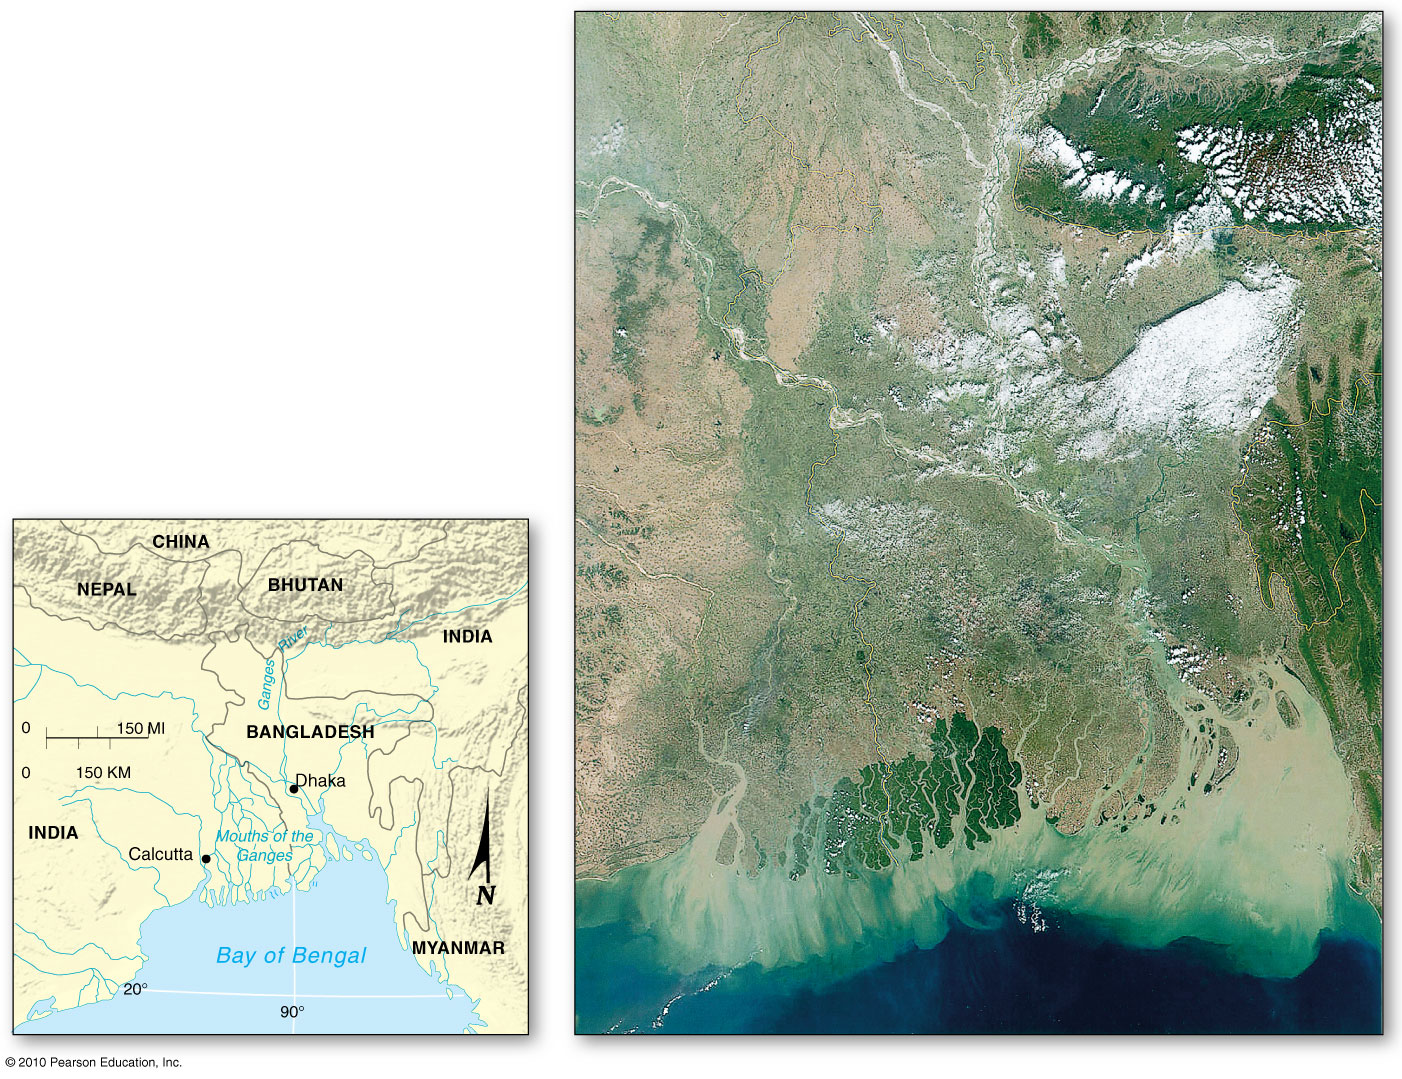 CHINA
NEPAL
BHUTAN
INDIA
Ganges River
BANGLADESH
0 150 MI
0 150 KM
Dhaka
INDIA
Mouths of the
Ganges
Calcutta
N
Bay of Bengal
MYANMAR
20°
90°
© 2010 Pearson Education, Inc.